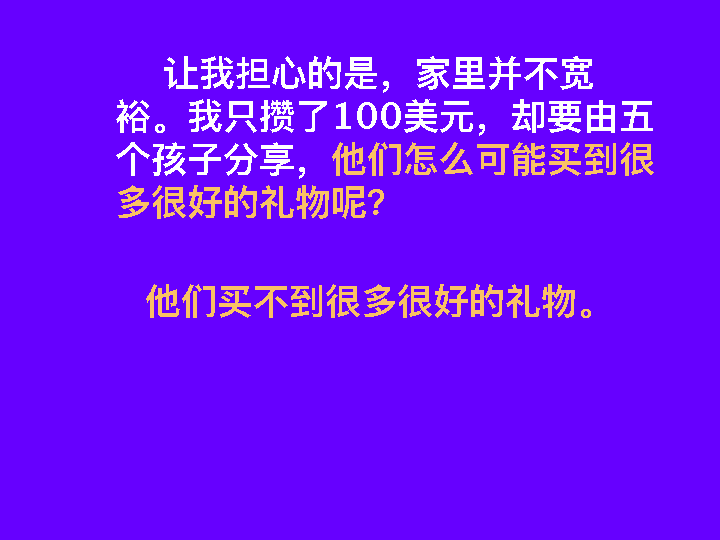 让我担心的是，家里并不宽
裕。我只攒了100美元，却要由五
个孩子分享，他们怎么可能买到很
多很好的礼物呢？
他们买不到很多很好的礼物。